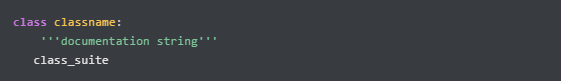 class classname:
    '''documentation string'''
   class_suite